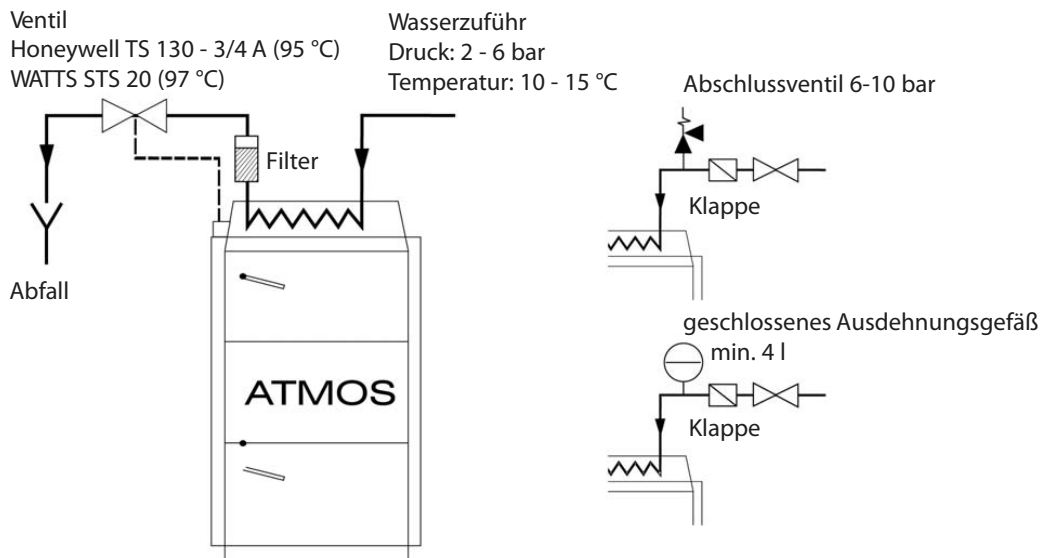 Ventil
Honeywell TS 130 - 3/4 A (95 °C)
WATTS STS 20 (97 °C)
Wasserzuführ
Druck: 2 - 6 bar
Temperatur: 10 - 15 °C
Abschlussventil 6-10 bar
Filter
Klappe
Abfall
geschlossenes Ausdehnungsgefäß
min. 4 l
ATMOS
Klappe